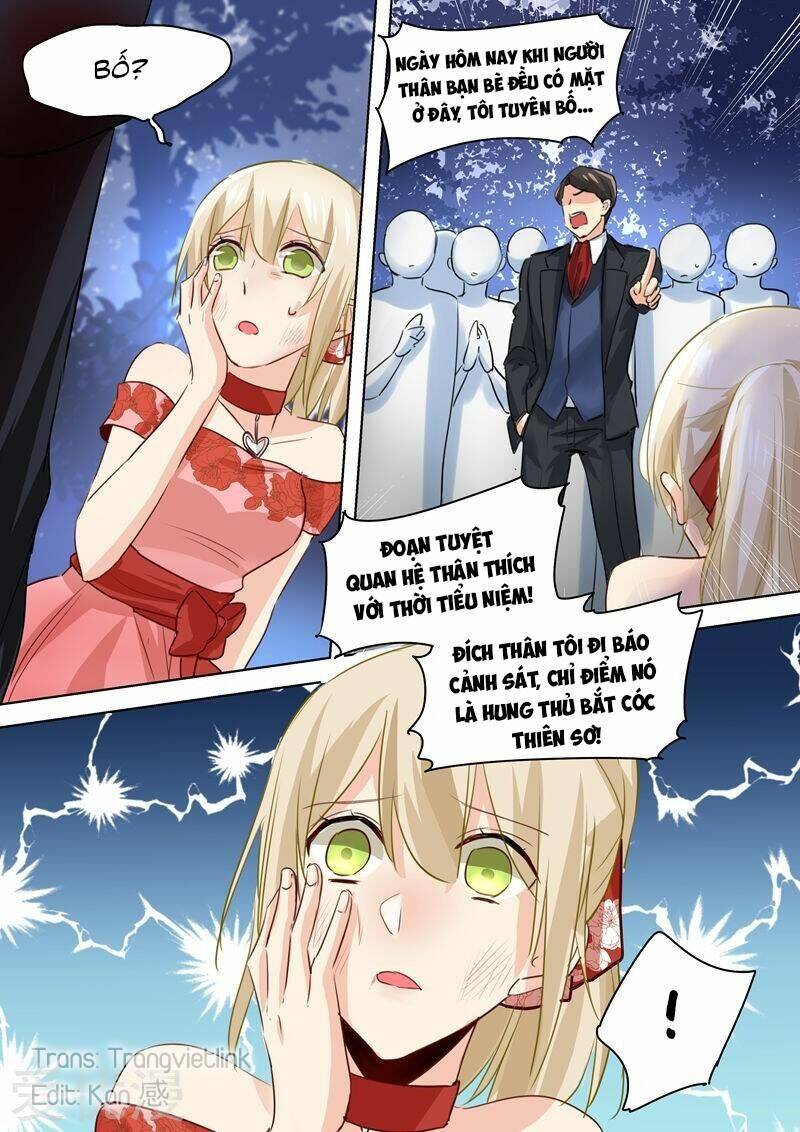 BỐ?
NGÀY HÔM NAY KHI NGƯỜI
THÂN BẠN BÈ ĐỀU CÓ MẶT
Ở ĐÂY, TÔI TUYÊN BỐ...
ĐOẠN TUYỆT
QUAN HỆ THÂN THÍCH
VỚI THỜI TIỂU NIỆM!
ĐÍCH THÂN TÔI ĐI BÁO
CẢNH SÁT, CHỈ ĐIỂM NÓ
LÀ HUNG THỦ BẮT CÓC
THIÊN SƠ!
!
Trans: Trangvietlink
Edit: Kan 感